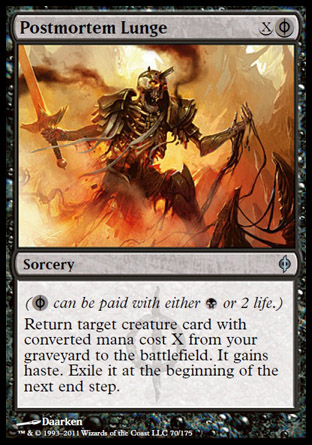 Postmortem Lunge X
Sorcery
( can be paid with either or 2 life.)
Return target creature card with
converted mana cost X from your
graveyard to the battlefield. It gains
haste. Exile it at the beginning of the
next end step.
Daarken
™ & © 1993–2011 Wizards of the Coast LLC 70/175